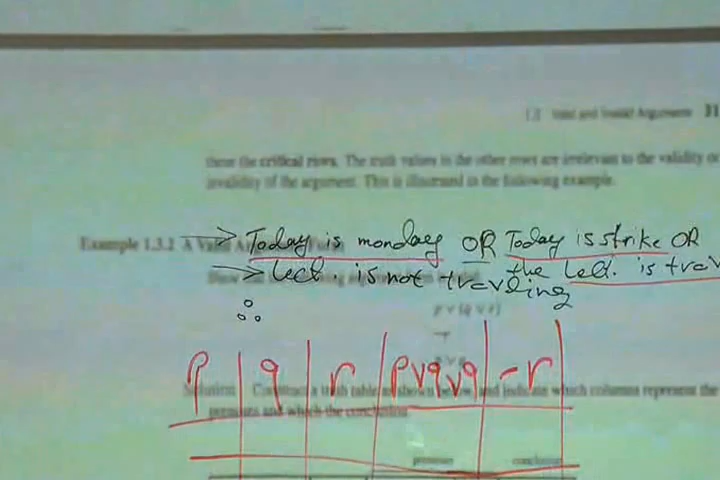 1.3 Valid and Invalid Arguments 31
these the critical rows. The truth values in the other rows are irrelevant to the validity or
invalidity of the argument. This is illustrated in the following example.
Example 1.3.2 A Valid
→ Today is monday OR Today is strike OR
→ Lect. is not traveling the Lect. is trav
∴
p ∨ (q ∨ r)
p q r p∨q∨q -r
Solution Construct a truth table as shown below, and indicate which columns represent the
premises and which the conclusion.
premises conclusion